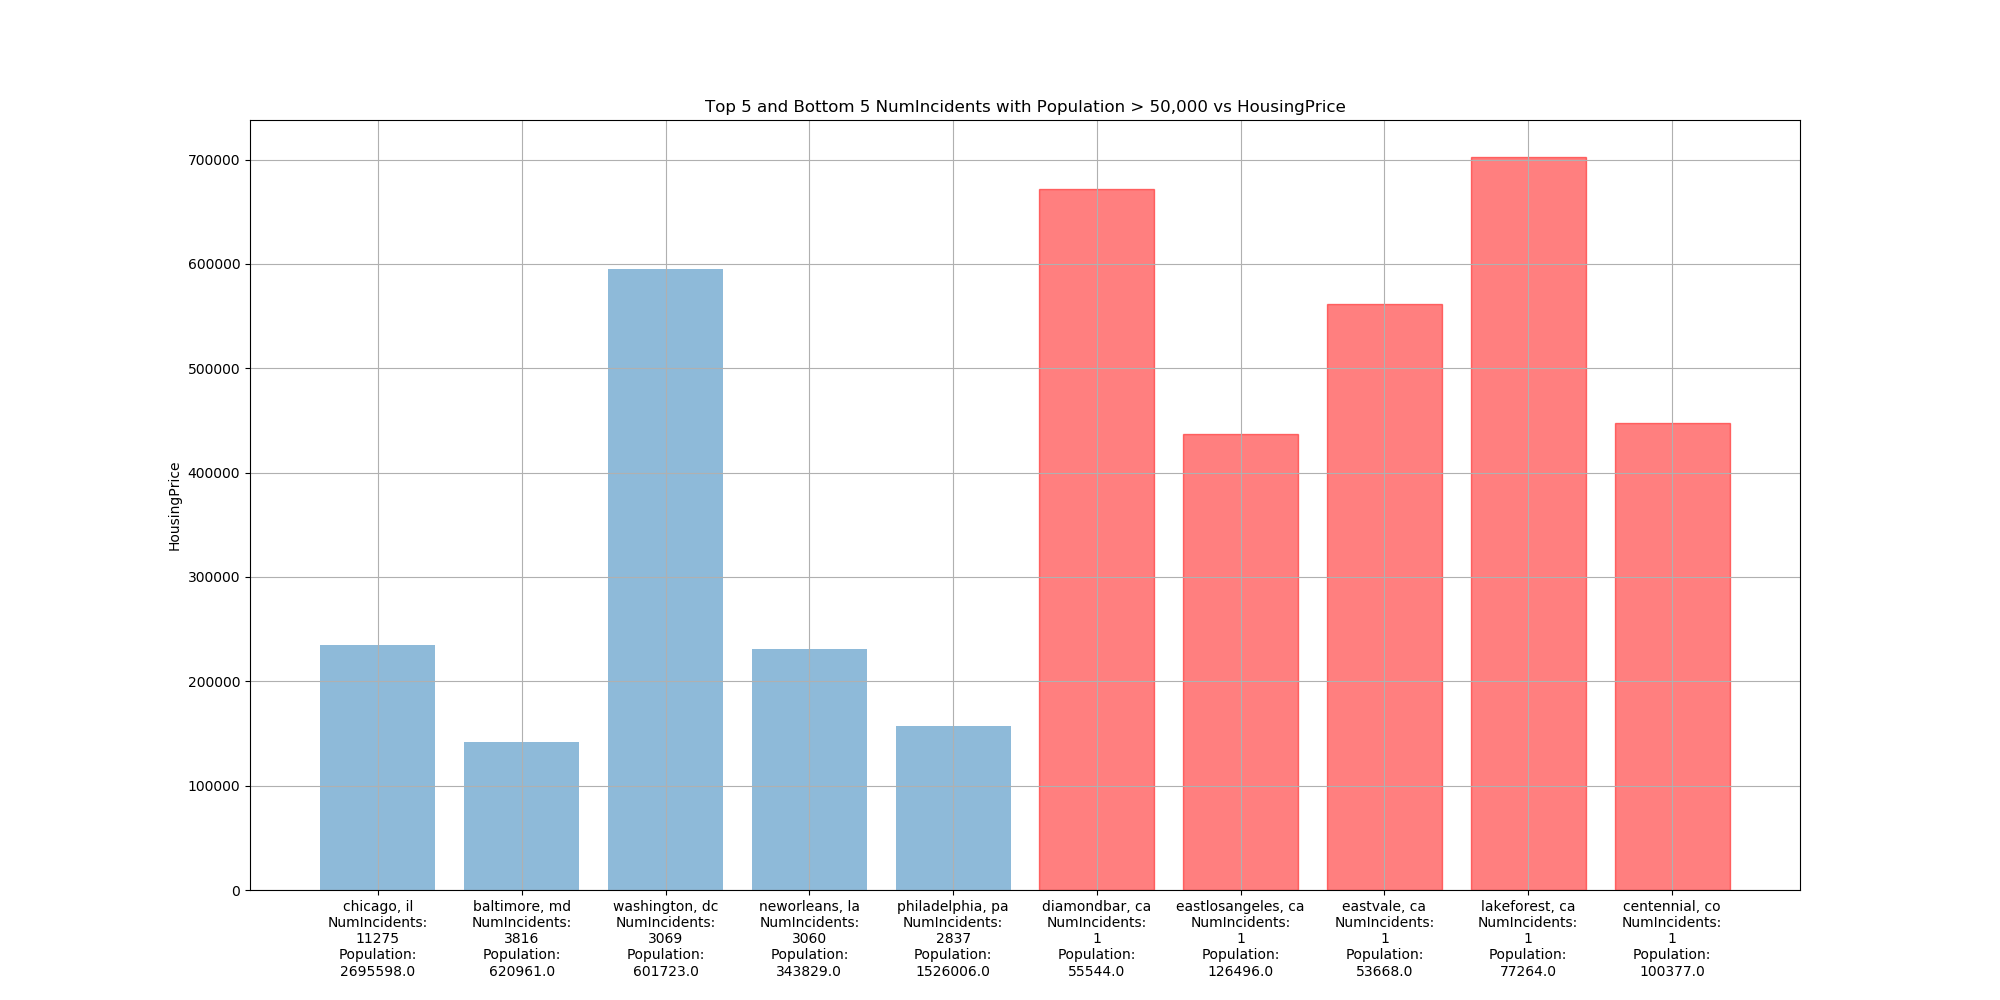 Top 5 and Bottom 5 NumIncidents with Population > 50,000 vs HousingPrice
HousingPrice
700000
600000
500000
400000
300000
200000
100000
0
chicago, il
NumIncidents:
11275
Population:
2695598.0
baltimore, md
NumIncidents:
3816
Population:
620961.0
washington, dc
NumIncidents:
3069
Population:
601723.0
neworleans, la
NumIncidents:
3060
Population:
343829.0
philadelphia, pa
NumIncidents:
2837
Population:
1526006.0
diamondbar, ca
NumIncidents:
1
Population:
55544.0
eastlosangeles, ca
NumIncidents:
1
Population:
126496.0
eastvale, ca
NumIncidents:
1
Population:
53668.0
lakeforest, ca
NumIncidents:
1
Population:
77264.0
centennial, co
NumIncidents:
1
Population:
100377.0